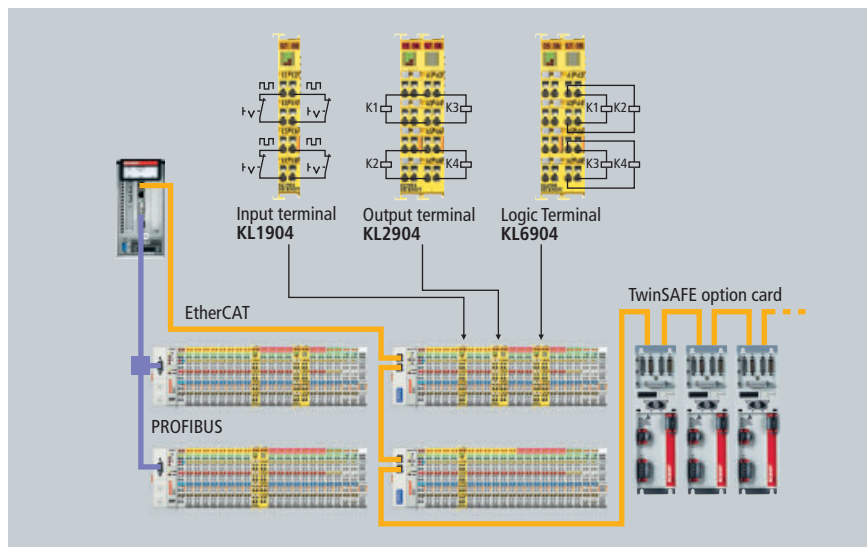 K1
K3
K2
K4
K1
K2
K3
K4
Input terminal
KL1904
Output terminal
KL2904
Logic Terminal
KL6904
EtherCAT
TwinSAFE option card
PROFIBUS